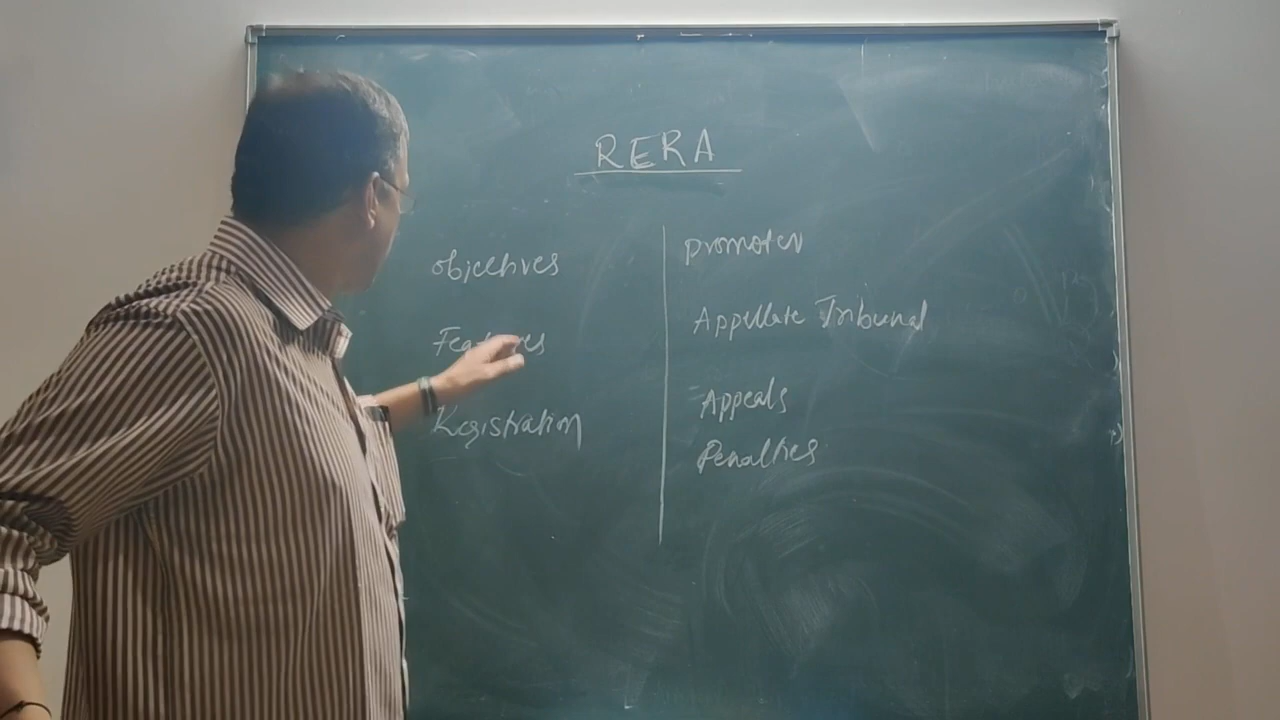 RERA
Objectives
Features
Registration
Promoter
Appellate Tribunal
Appeals
Penalties